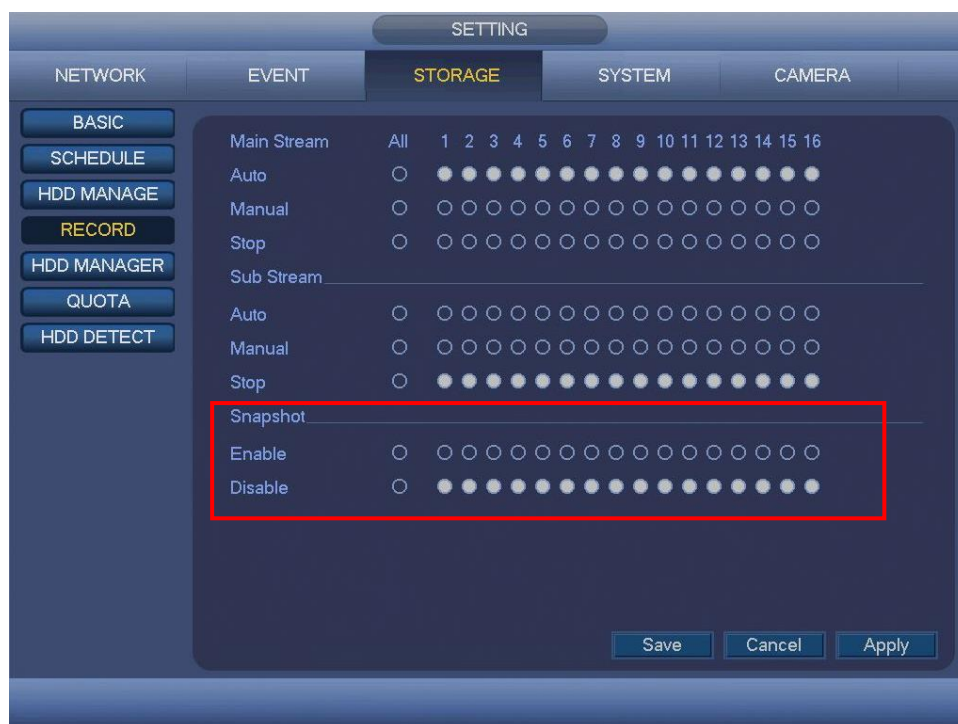 SETTING
NETWORK EVENT STORAGE SYSTEM CAMERA
BASIC
SCHEDULE
HDD MANAGE
RECORD
HDD MANAGER
QUOTA
HDD DETECT
Main Stream All 1 2 3 4 5 6 7 8 9 10 11 12 13 14 15 16
Auto
Manual
Stop
Sub Stream
Auto
Manual
Stop
Snapshot
Enable
Disable
Save Cancel Apply